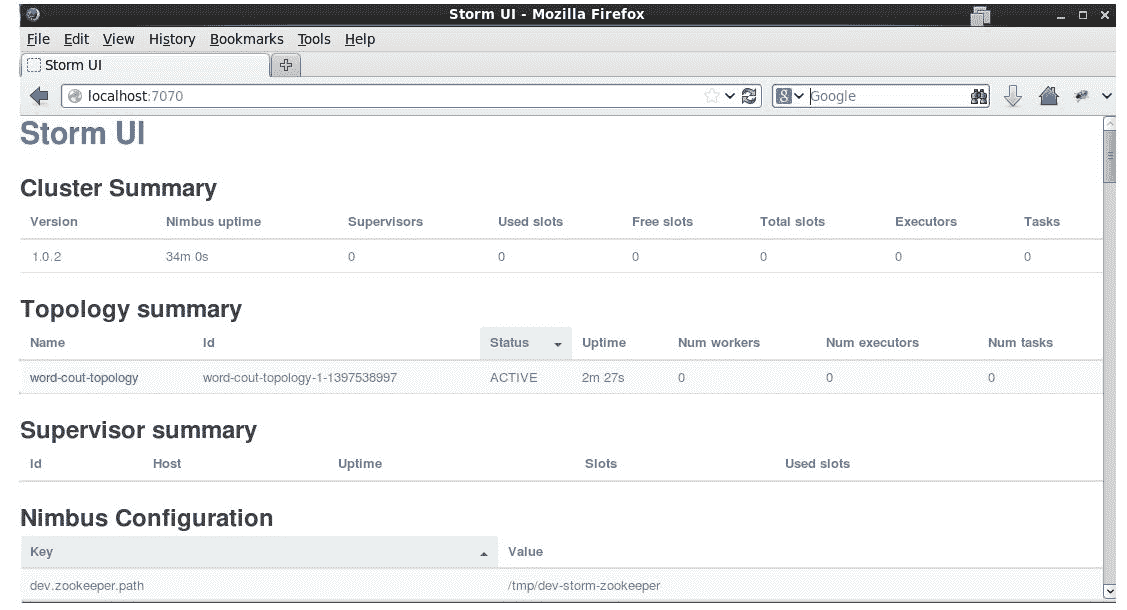 Storm UI - Mozilla Firefox
File Edit View History Bookmarks Tools Help
Storm UI
localhost:7070 Google
Storm UI
Cluster Summary
Version Nimbus uptime Supervisors Used slots Free slots Total slots Executors Tasks
1.0.2 34m 0s 0 0 0 0 0 0
Topology summary
Name Id Status Uptime Num workers Num executors Num tasks
word-cout-topology word-cout-topology-1-1397538997 ACTIVE 2m 27s 0 0 0
Supervisor summary
Id Host Uptime Slots Used slots
Nimbus Configuration
Key Value
dev.zookeeper.path /tmp/dev-storm-zookeeper